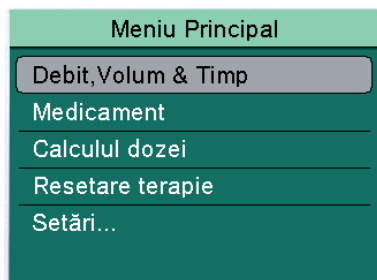 Meniu Principal
Debit,Volum & Timp
Medicament
Calculul dozei
Resetare terapie
Setări...